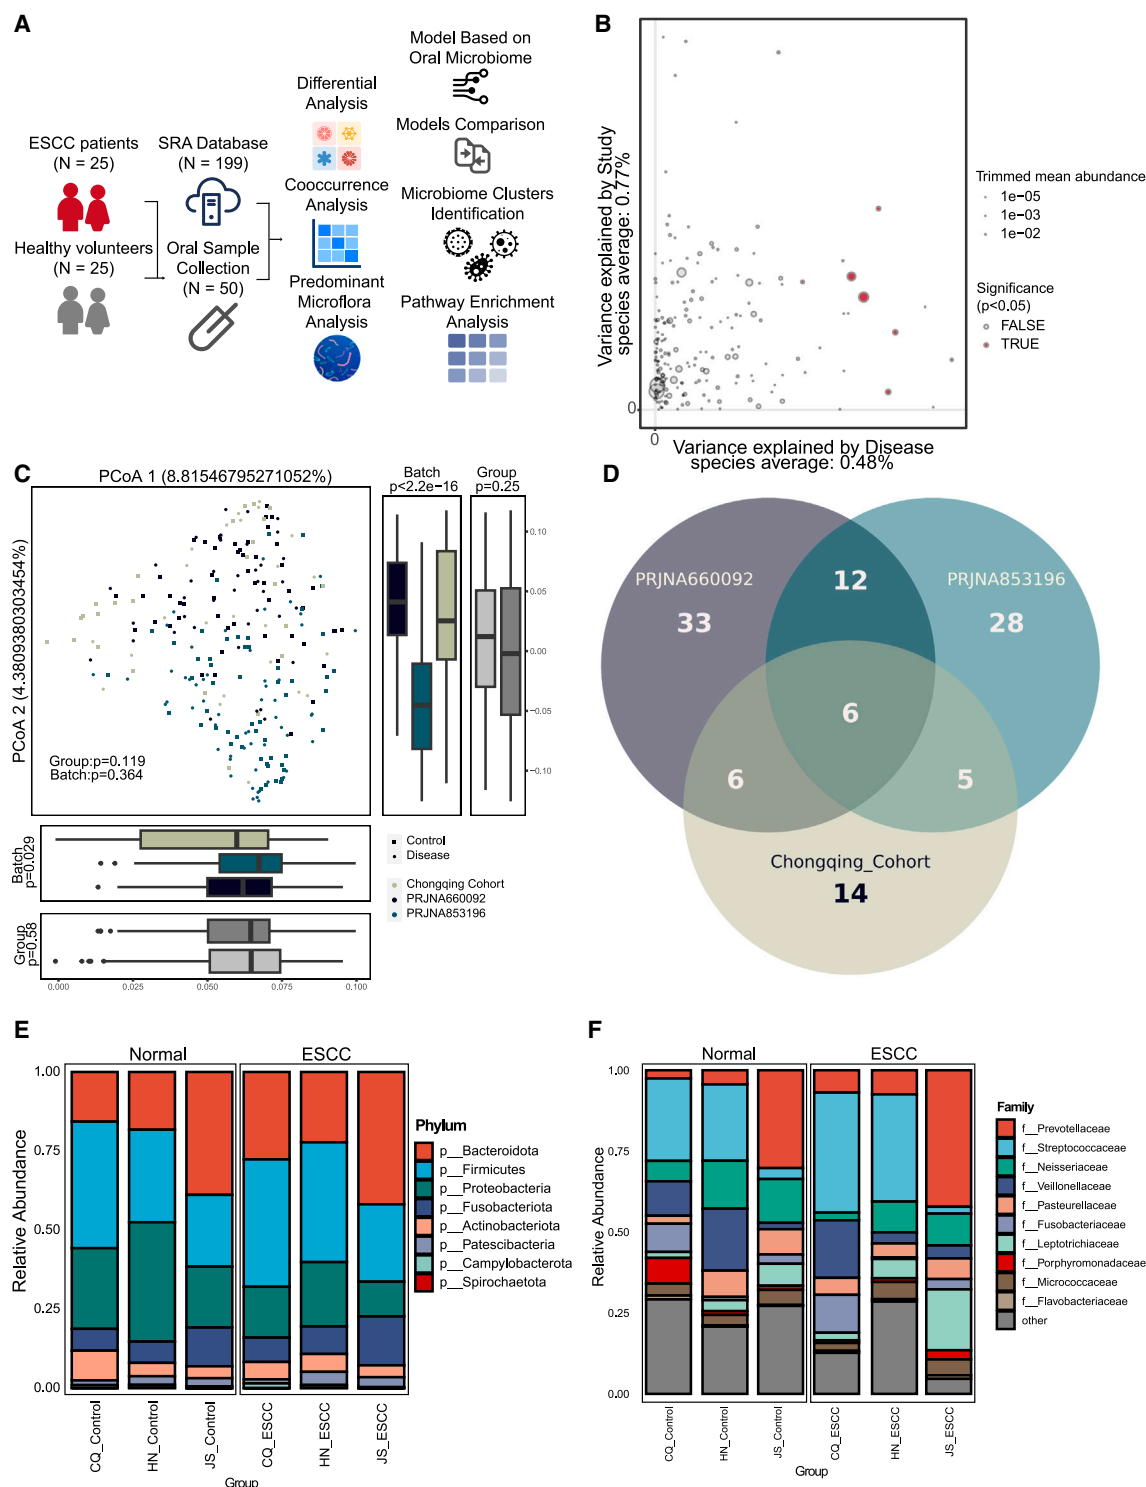 A
ESCC patients
(N = 25)
Healthy volunteers
(N = 25)
SRA Database
(N = 199)
Oral Sample
Collection
(N = 50)
Differential
Analysis
Cooccurrence
Analysis
Predominant
Microflora
Analysis
Model Based on
Oral Microbiome
Models Comparison
Microbiome Clusters
Identification
Pathway Enrichment
Analysis
B
Variance explained by Study
species average: 0.77%
0
0
Variance explained by Disease
species average: 0.48%
Trimmed mean abundance
1e−05
1e−03
1e−02
Significance
(p<0.05)
FALSE
TRUE
C
PCoA 1 (8.81546795271052%)
PCoA 2 (4.38093803034​54%)
Group:p=0.119
Batch:p=0.364
Batch
p<2.2e−16
Group
p=0.25
0.10
0.05
0.00
−0.05
−0.10
Batch
p=0.029
Group
p=0.58
0.000
0.025
0.050
0.075
0.100
Control
Disease
Chongqing Cohort
PRJNA660092
PRJNA853196
D
PRJNA660092
33
12
PRJNA853196
28
6
6
5
Chongqing_Cohort
14
E
Normal
ESCC
Relative Abundance
1.00
0.75
0.50
0.25
0.00
CQ_Control
HN_Control
JS_Control
CQ_ESCC
HN_ESCC
JS_ESCC
Group
Phylum
p__Bacteroidota
p__Firmicutes
p__Proteobacteria
p__Fusobacteriota
p__Actinobacteriota
p__Patescibacteria
p__Campylobacterota
p__Spirochaetota
F
Normal
ESCC
Relative Abundance
1.00
0.75
0.50
0.25
0.00
CQ_Control
HN_Control
JS_Control
CQ_ESCC
HN_ESCC
JS_ESCC
Group
Family
f__Prevotellaceae
f__Streptococcaceae
f__Neisseriaceae
f__Veillonellaceae
f__Pasteurellaceae
f__Fusobacteriaceae
f__Leptotrichiaceae
f__Porphyromonadaceae
f__Micrococcaceae
f__Flavobacteriaceae
other